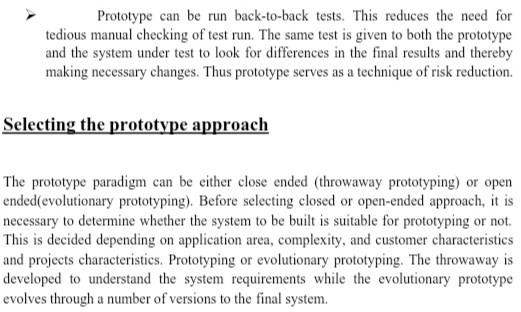 ➤ Prototype can be run back-to-back tests. This reduces the need for
tedious manual checking of test run. The same test is given to both the prototype
and the system under test to look for differences in the final results and thereby
making necessary changes. Thus prototype serves as a technique of risk reduction.
Selecting the prototype approach
The prototype paradigm can be either close ended (throwaway prototyping) or open
ended(evolutionary prototyping). Before selecting closed or open-ended approach, it is
necessary to determine whether the system to be built is suitable for prototyping or not.
This is decided depending on application area, complexity, and customer characteristics
and projects characteristics. Prototyping or evolutionary prototyping. The throwaway is
developed to understand the system requirements while the evolutionary prototype
evolves through a number of versions to the final system.